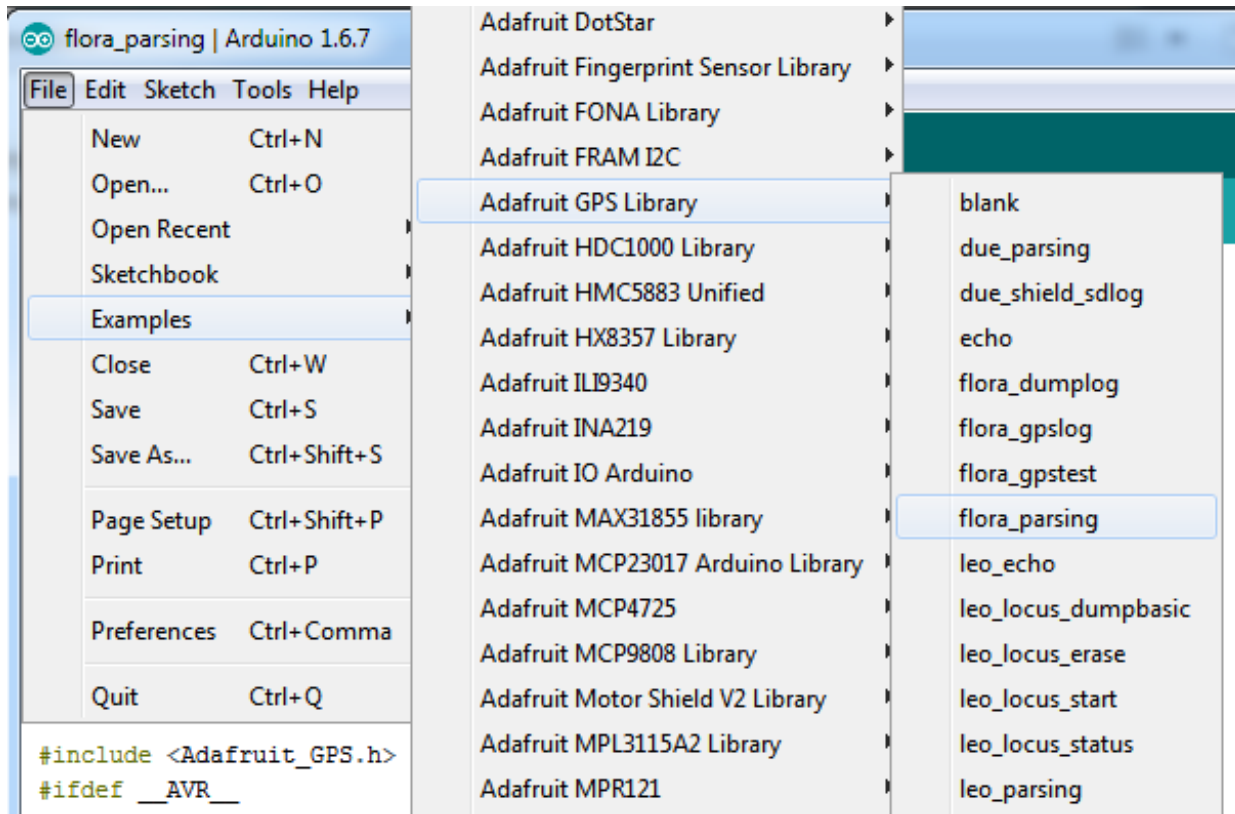 flora_parsing | Arduino 1.6.7
File Edit Sketch Tools Help
New Ctrl+N
Open... Ctrl+O
Open Recent
Sketchbook
Examples
Close Ctrl+W
Save Ctrl+S
Save As... Ctrl+Shift+S
Page Setup Ctrl+Shift+P
Print Ctrl+P
Preferences Ctrl+Comma
Quit Ctrl+Q
#include <Adafruit_GPS.h>
#ifdef __AVR__
Adafruit DotStar
Adafruit Fingerprint Sensor Library
Adafruit FONA Library
Adafruit FRAM I2C
Adafruit GPS Library
Adafruit HDC1000 Library
Adafruit HMC5883 Unified
Adafruit HX8357 Library
Adafruit ILI9340
Adafruit INA219
Adafruit IO Arduino
Adafruit MAX31855 library
Adafruit MCP23017 Arduino Library
Adafruit MCP4725
Adafruit MCP9808 Library
Adafruit Motor Shield V2 Library
Adafruit MPL3115A2 Library
Adafruit MPR121
blank
due_parsing
due_shield_sdlog
echo
flora_dumplog
flora_gpslog
flora_gpstest
flora_parsing
leo_echo
leo_locus_dumpbasic
leo_locus_erase
leo_locus_start
leo_locus_status
leo_parsing